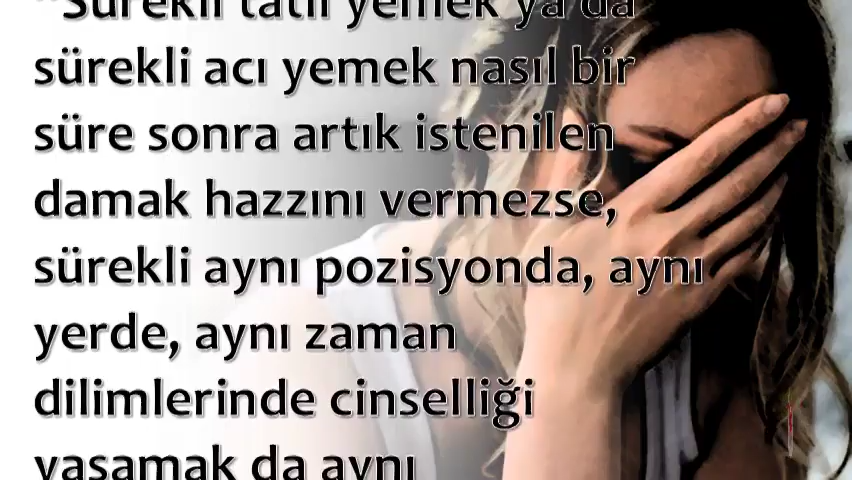 "Sürekli tatlı yemek ya da
sürekli acı yemek nasıl bir
süre sonra artık istenilen
damak hazzını vermezse,
sürekli aynı pozisyonda, aynı
yerde, aynı zaman
dilimlerinde cinselliği
yaşamak da aynı